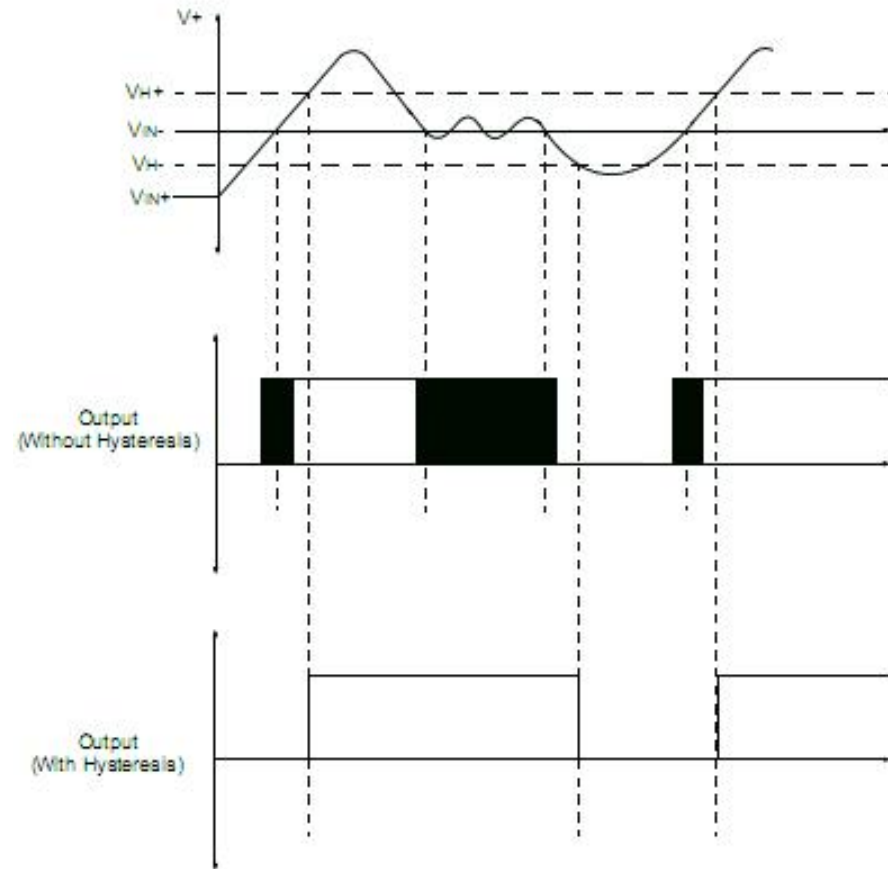 V+
VH+
VIN-
VH-
VIN+
Output
(Without Hysteresis)
Output
(With Hysteresis)